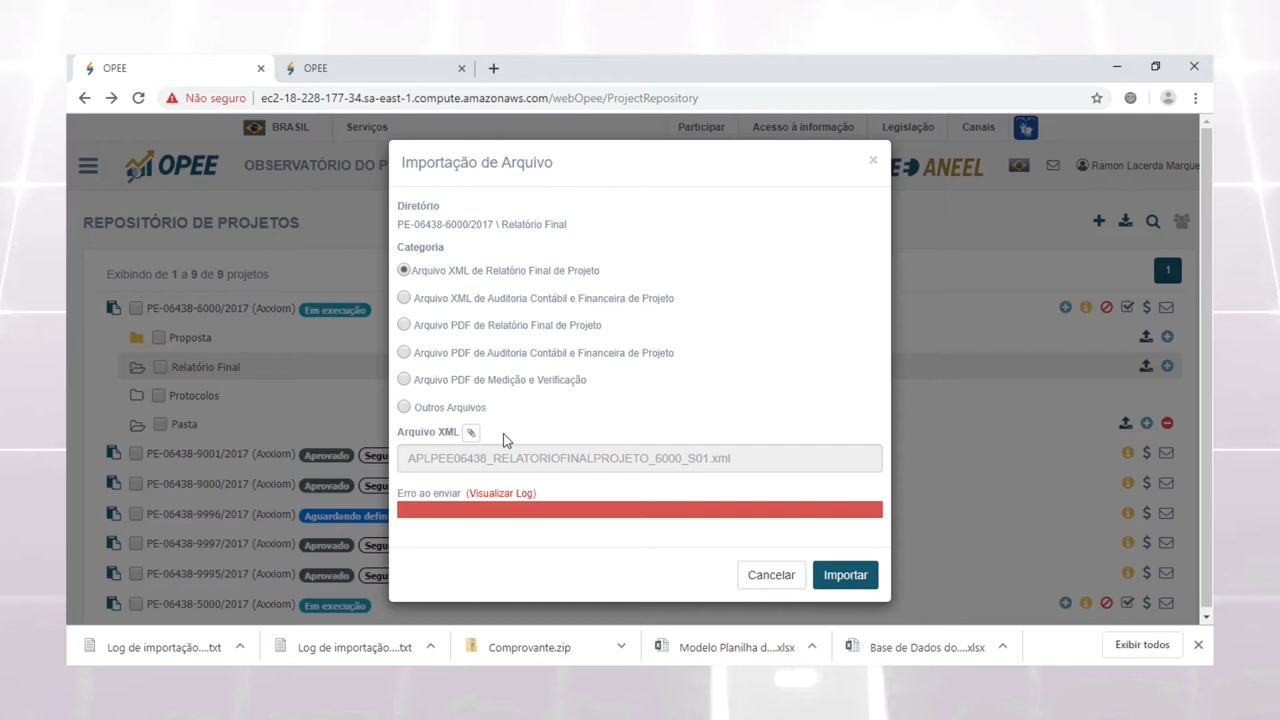 OPEE
OPEE
Não seguro
ec2-18-228-177-34.sa-east-1.compute.amazonaws.com/webOpee/ProjectRepository
BRASIL
Serviços
Participar
Acesso à informação
Legislação
Canais
OPEE
OBSERVATÓRIO DO P
ANEEL
Ramon Lacerda Marque
REPOSITÓRIO DE PROJETOS
Exibindo de 1 a 9 de 9 projetos
1
PE-06438-6000/2017 (Axxiom) Em execução
Proposta
Relatório Final
Protocolos
Pasta
PE-06438-9001/2017 (Axxiom) Aprovado Segu
PE-06438-9000/2017 (Axxiom) Aprovado Segu
PE-06438-9996/2017 (Axxiom) Aguardando defin
PE-06438-9997/2017 (Axxiom) Aprovado Segu
PE-06438-9995/2017 (Axxiom) Aprovado Segu
PE-06438-5000/2017 (Axxiom) Em execução
Importação de Arquivo
Diretório
PE-06438-6000/2017 \ Relatório Final
Categoria
Arquivo XML de Relatório Final de Projeto
Arquivo XML de Auditoria Contábil e Financeira de Projeto
Arquivo PDF de Relatório Final de Projeto
Arquivo PDF de Auditoria Contábil e Financeira de Projeto
Arquivo PDF de Medição e Verificação
Outros Arquivos
Arquivo XML
APLPEE06438_RELATORIOFINALPROJETO_6000_S01.xml
Erro ao enviar (Visualizar Log)
Cancelar
Importar
Log de importação....txt
Log de importação....txt
Comprovante.zip
Modelo Planilha d....xlsx
Base de Dados do....xlsx
Exibir todos